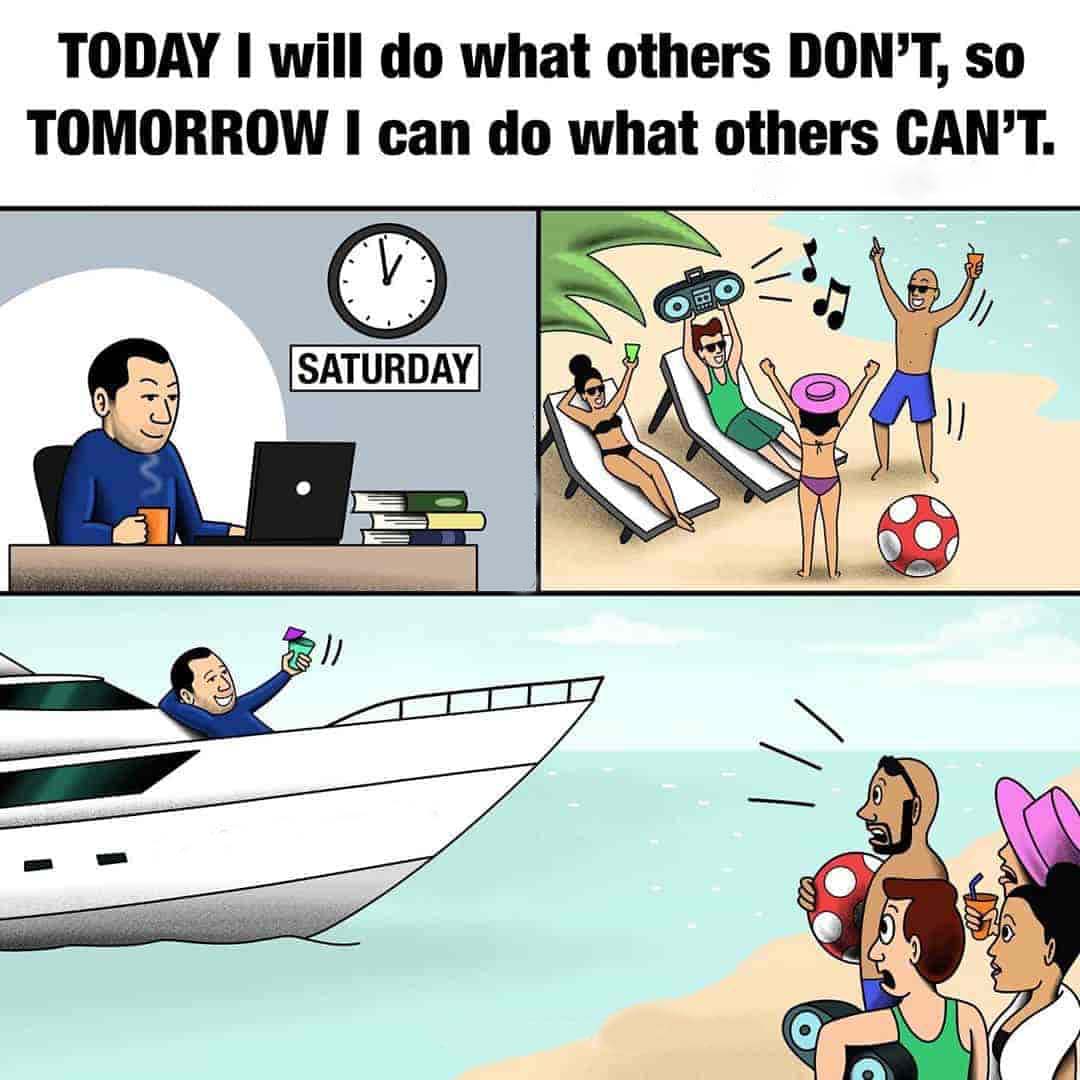 TODAY I will do what others DON'T, so
TOMORROW I can do what others CAN'T.
SATURDAY